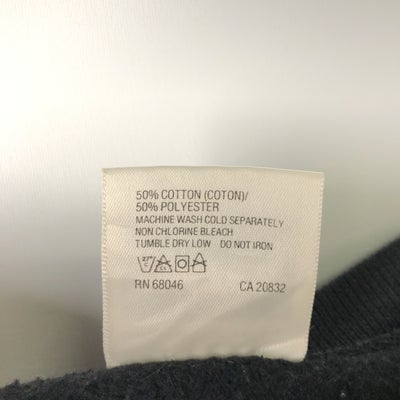 50% COTTON (COTON)/
50% POLYESTER
MACHINE WASH COLD SEPARATELY
NON CHLORINE BLEACH
TUMBLE DRY LOW DO NOT IRON
RN 68046 CA 20832